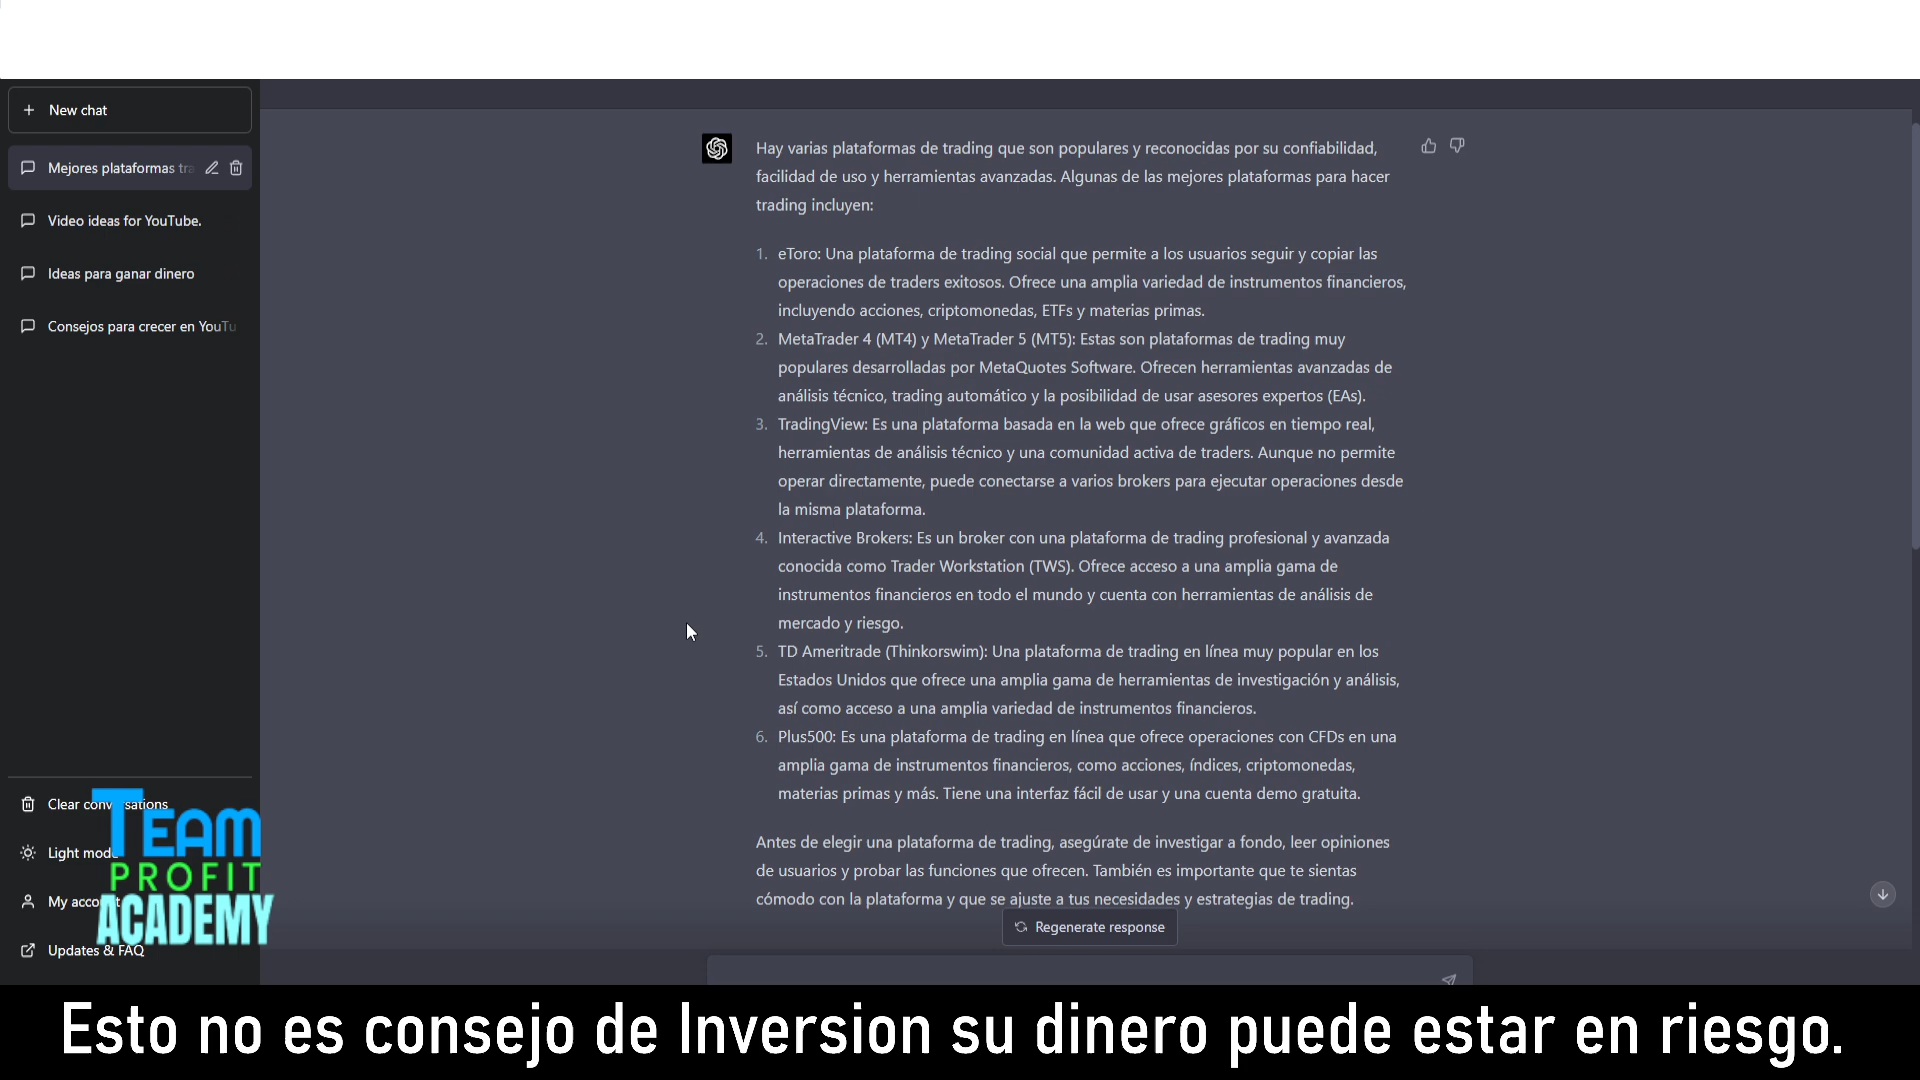 New chat
Mejores plataformas tra
Video ideas for YouTube.
Ideas para ganar dinero
Consejos para crecer en YouTu
Hay varias plataformas de trading que son populares y reconocidas por su confiabilidad,
facilidad de uso y herramientas avanzadas. Algunas de las mejores plataformas para hacer
trading incluyen:
1. eToro: Una plataforma de trading social que permite a los usuarios seguir y copiar las
operaciones de traders exitosos. Ofrece una amplia variedad de instrumentos financieros,
incluyendo acciones, criptomonedas, ETFs y materias primas.
2. MetaTrader 4 (MT4) y MetaTrader 5 (MT5): Estas son plataformas de trading muy
populares desarrolladas por MetaQuotes Software. Ofrecen herramientas avanzadas de
análisis técnico, trading automático y la posibilidad de usar asesores expertos (EAs).
3. TradingView: Es una plataforma basada en la web que ofrece gráficos en tiempo real,
herramientas de análisis técnico y una comunidad activa de traders. Aunque no permite
operar directamente, puede conectarse a varios brokers para ejecutar operaciones desde
la misma plataforma.
4. Interactive Brokers: Es un broker con una plataforma de trading profesional y avanzada
conocida como Trader Workstation (TWS). Ofrece acceso a una amplia gama de
instrumentos financieros en todo el mundo y cuenta con herramientas de análisis de
mercado y riesgo.
5. TD Ameritrade (Thinkorswim): Una plataforma de trading en línea muy popular en los
Estados Unidos que ofrece una amplia gama de herramientas de investigación y análisis,
así como acceso a una amplia variedad de instrumentos financieros.
6. Plus500: Es una plataforma de trading en línea que ofrece operaciones con CFDs en una
amplia gama de instrumentos financieros, como acciones, índices, criptomonedas,
materias primas y más. Tiene una interfaz fácil de usar y una cuenta demo gratuita.
Antes de elegir una plataforma de trading, asegúrate de investigar a fondo, leer opiniones
de usuarios y probar las funciones que ofrecen. También es importante que te sientas
cómodo con la plataforma y que se ajuste a tus necesidades y estrategias de trading.
Regenerate response
Clear conversations
Light mode
My account
Updates & FAQ
TEAM
PROFIT
ACADEMY
Esto no es consejo de Inversion su dinero puede estar en riesgo.